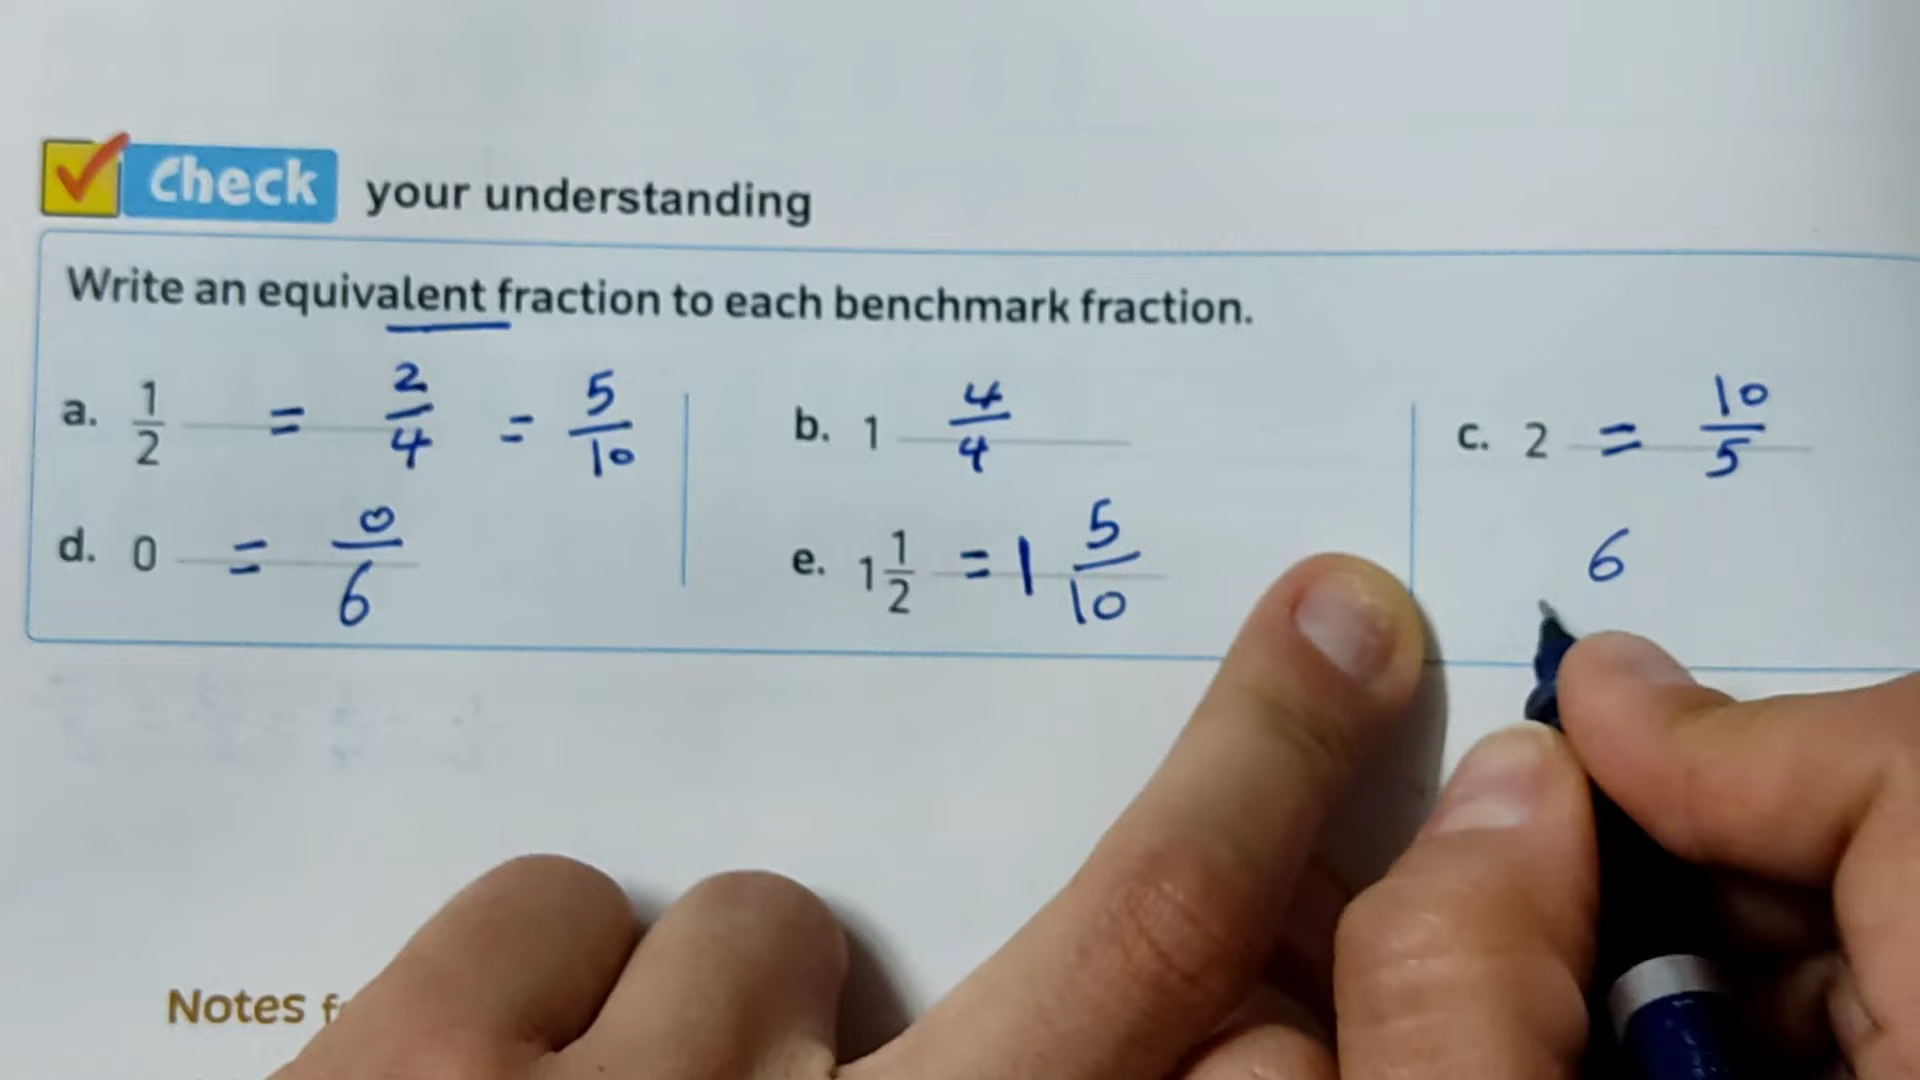 Check your understanding
Write an equivalent fraction to each benchmark fraction.
a. 1/2 = 2/4 = 5/10
b. 1 4/4
c. 2 = 10/5
d. 0 = 0/6
e. 1 1/2 = 1 5/10
6
Notes